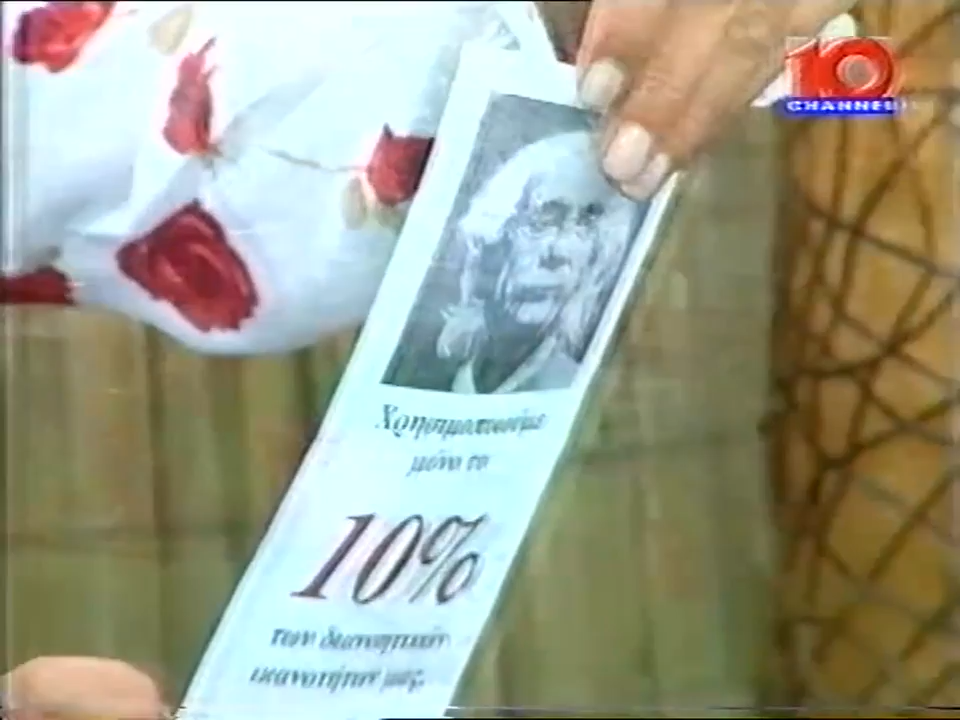 10
CHANNEL
Χρησιμοποιούμε
μόνο το
10%
των διανοητικών
ικανοτήτων μας